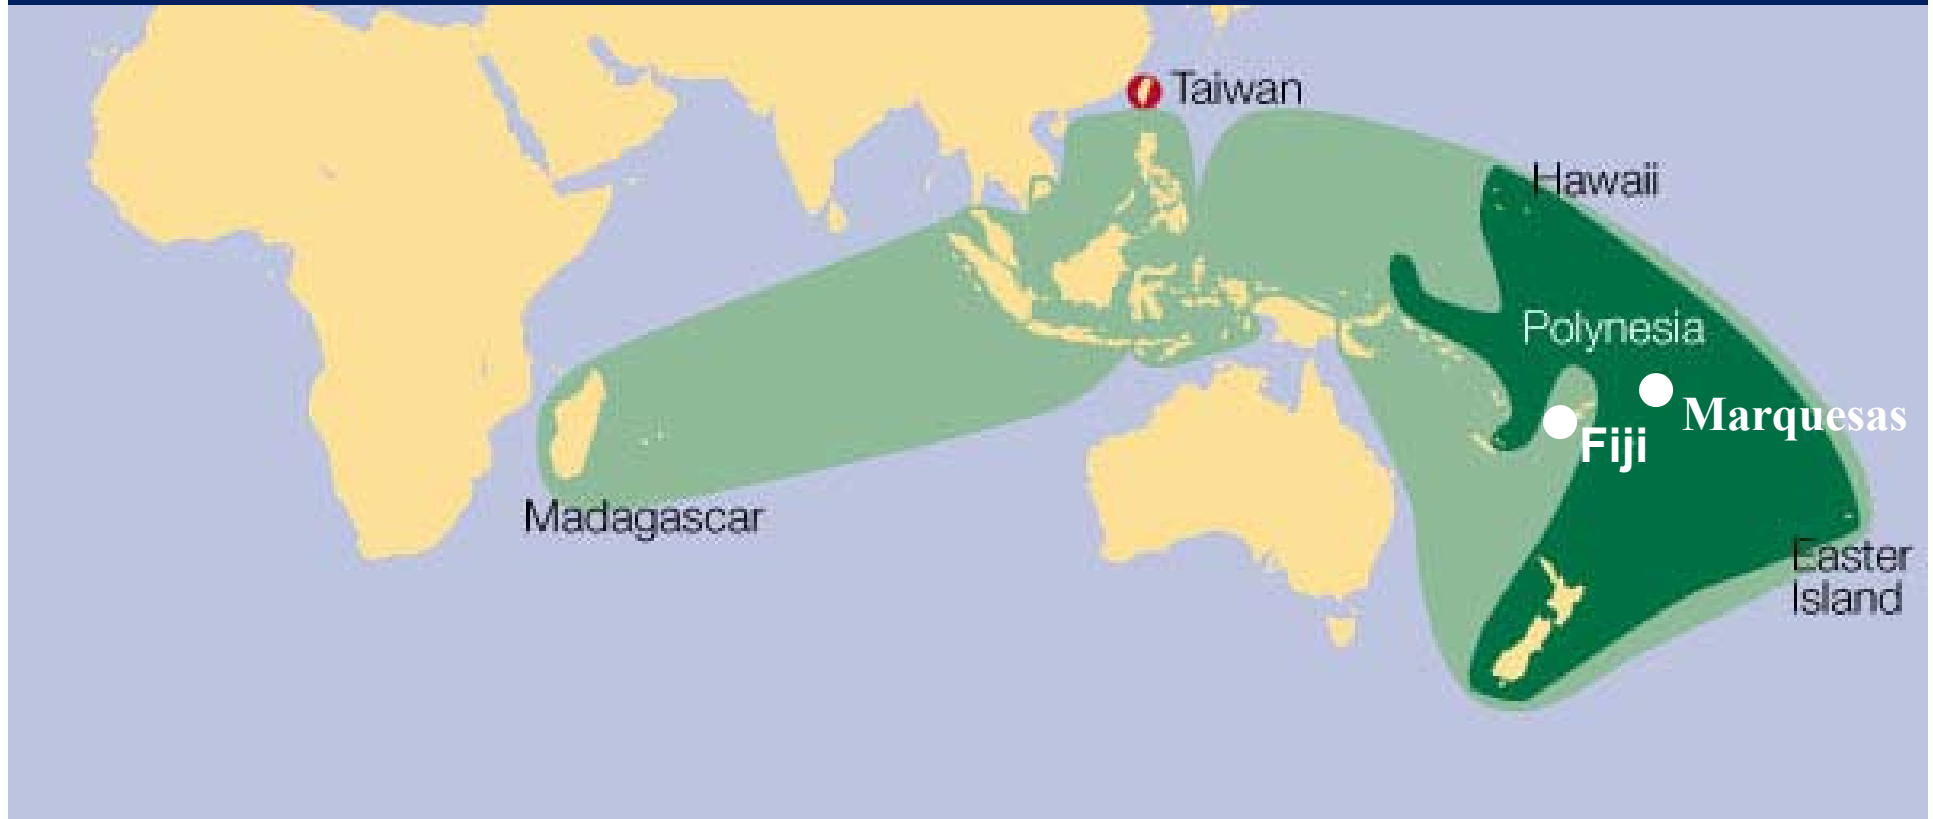 Taiwan
Hawaii
Polynesia
Marquesas
Fiji
Madagascar
Easter
Island